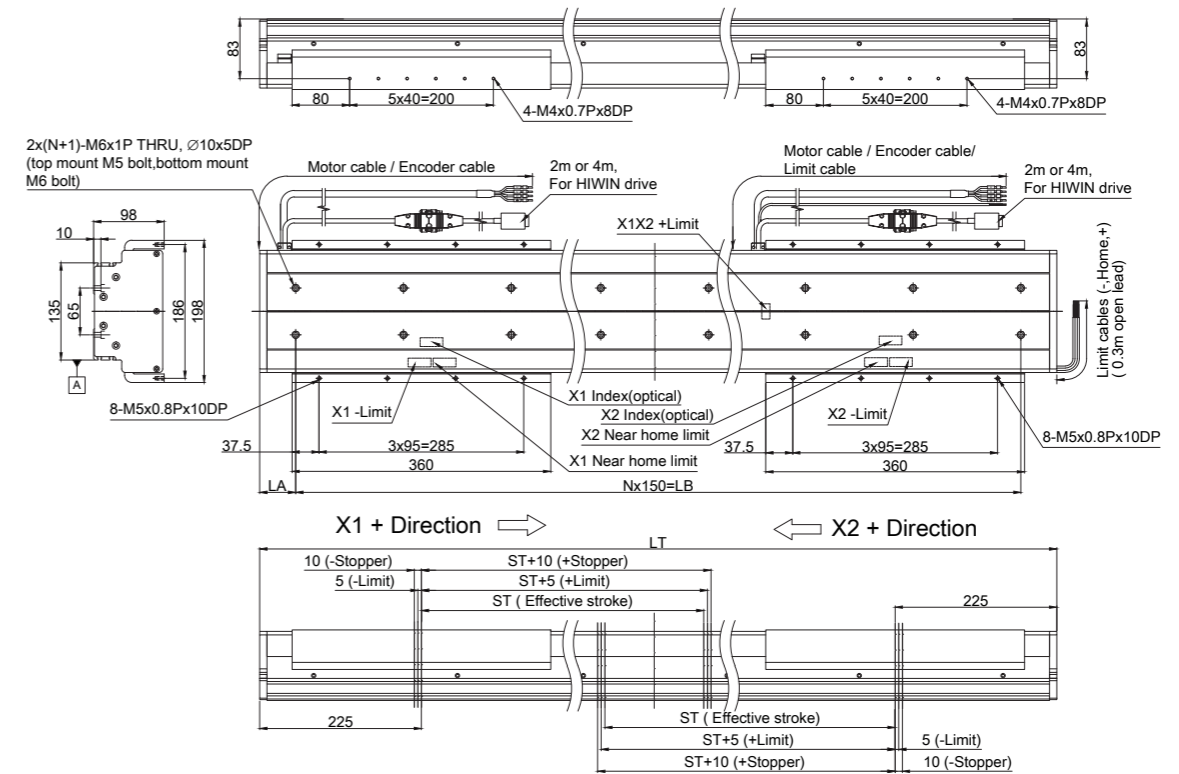 83
83
80
5x40=200
4-M4x0.7Px8DP
80
5x40=200
4-M4x0.7Px8DP
2x(N+1)-M6x1P THRU, Ø10x5DP
(top mount M5 bolt,bottom mount
M6 bolt)
Motor cable / Encoder cable
2m or 4m,
For HIWIN drive
Motor cable / Encoder cable/
Limit cable
2m or 4m,
For HIWIN drive
X1X2 +Limit
98
10
135
65
186
198
A
Limit cables (-,Home,+)
( 0.3m open lead)
8-M5x0.8Px10DP
X1 -Limit
X1 Index(optical)
X2 Index(optical)
X2 -Limit
X2 Near home limit
X1 Near home limit
8-M5x0.8Px10DP
37.5
3x95=285
360
37.5
3x95=285
360
LA
Nx150=LB
X1 + Direction
X2 + Direction
LT
10 (-Stopper)
ST+10 (+Stopper)
5 (-Limit)
ST+5 (+Limit)
ST ( Effective stroke)
225
225
ST ( Effective stroke)
ST+5 (+Limit)
5 (-Limit)
ST+10 (+Stopper)
10 (-Stopper)